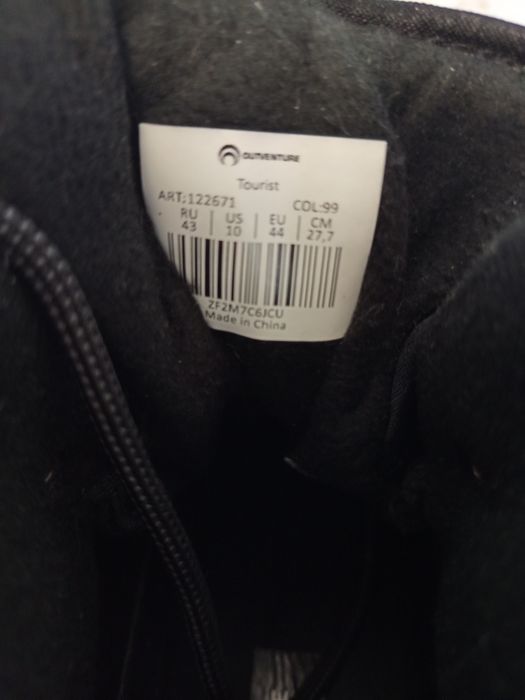 OUTVENTURE
Tourist
ART:122671 COL:99
RU US EU CM
43 10 44 27,7
ZF2M7C6JCU
Made in China